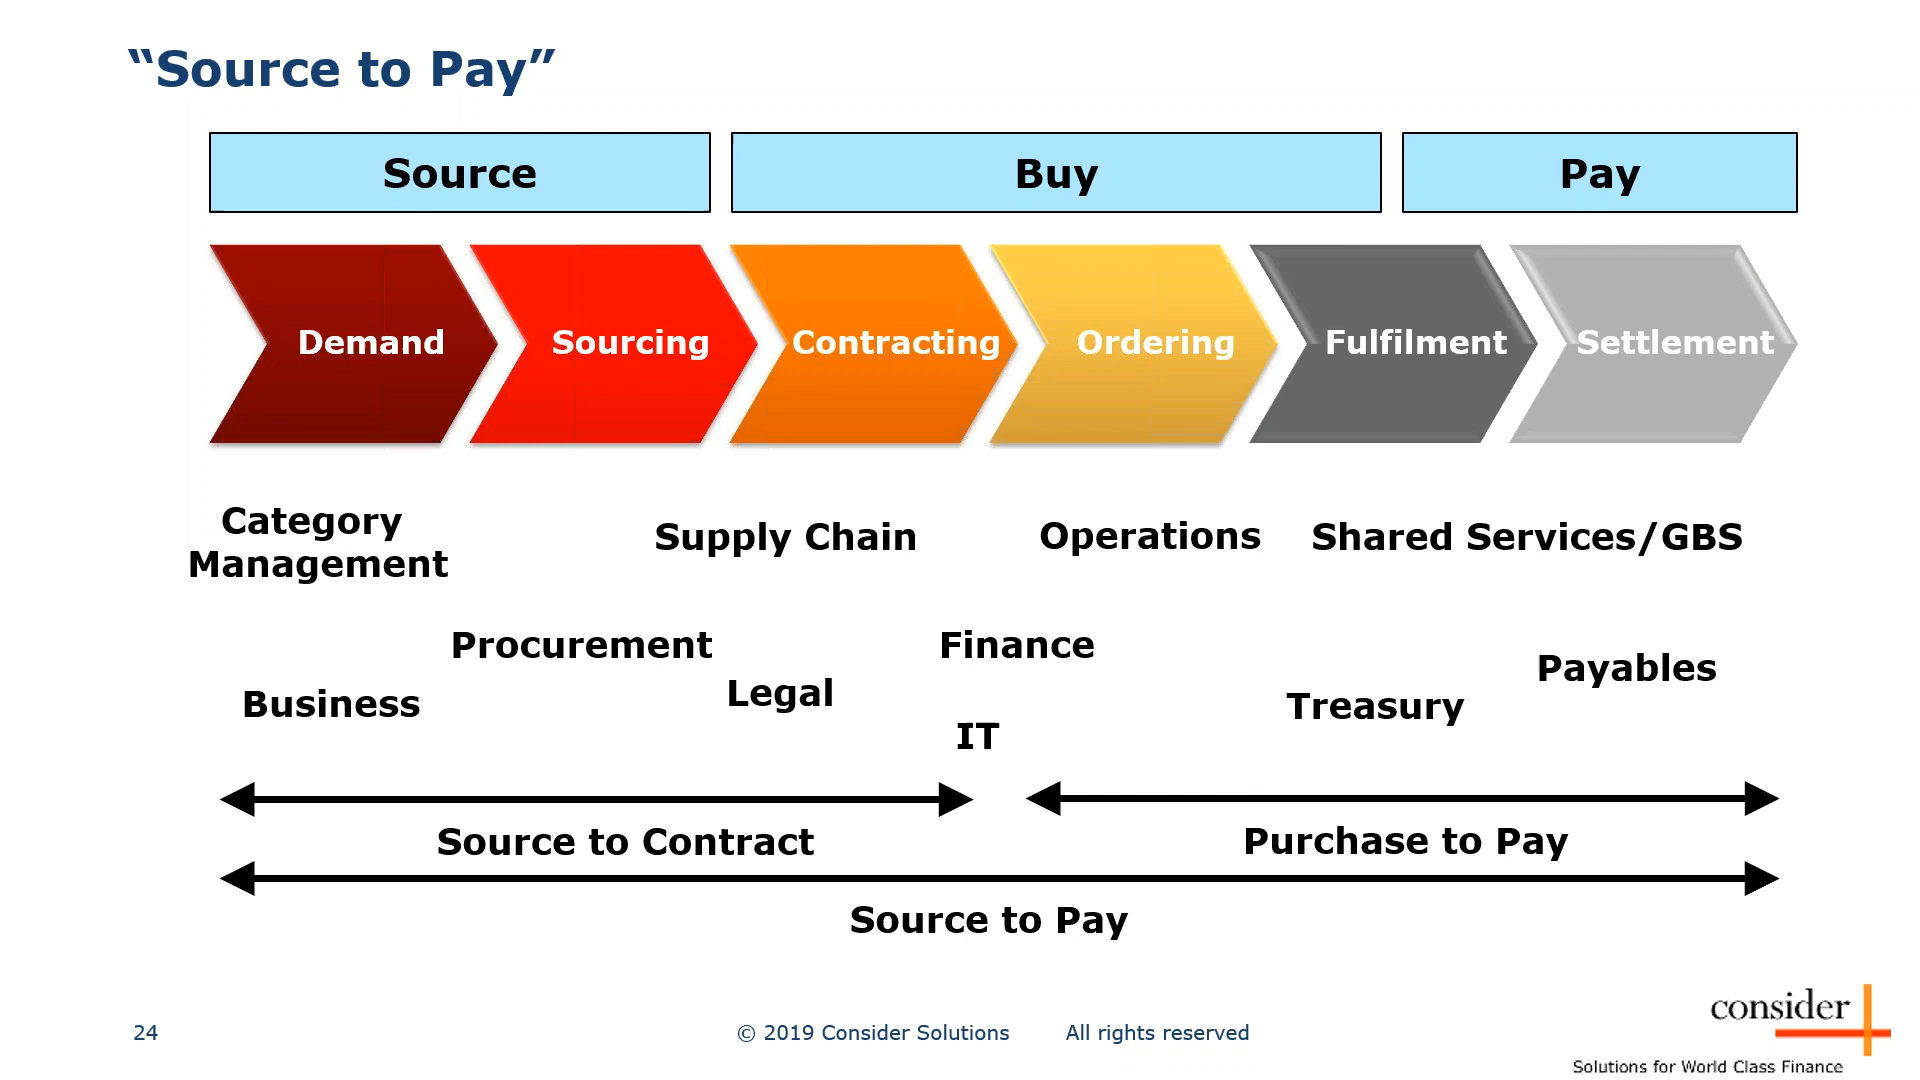 “Source to Pay”
Source
Buy
Pay
Demand
Sourcing
Contracting
Ordering
Fulfilment
Settlement
Category
Management
Supply Chain
Operations
Shared Services/GBS
Procurement
Finance
Business
Legal
Payables
Treasury
IT
Source to Contract
Purchase to Pay
Source to Pay
24
© 2019 Consider Solutions All rights reserved
consider
Solutions for World Class Finance